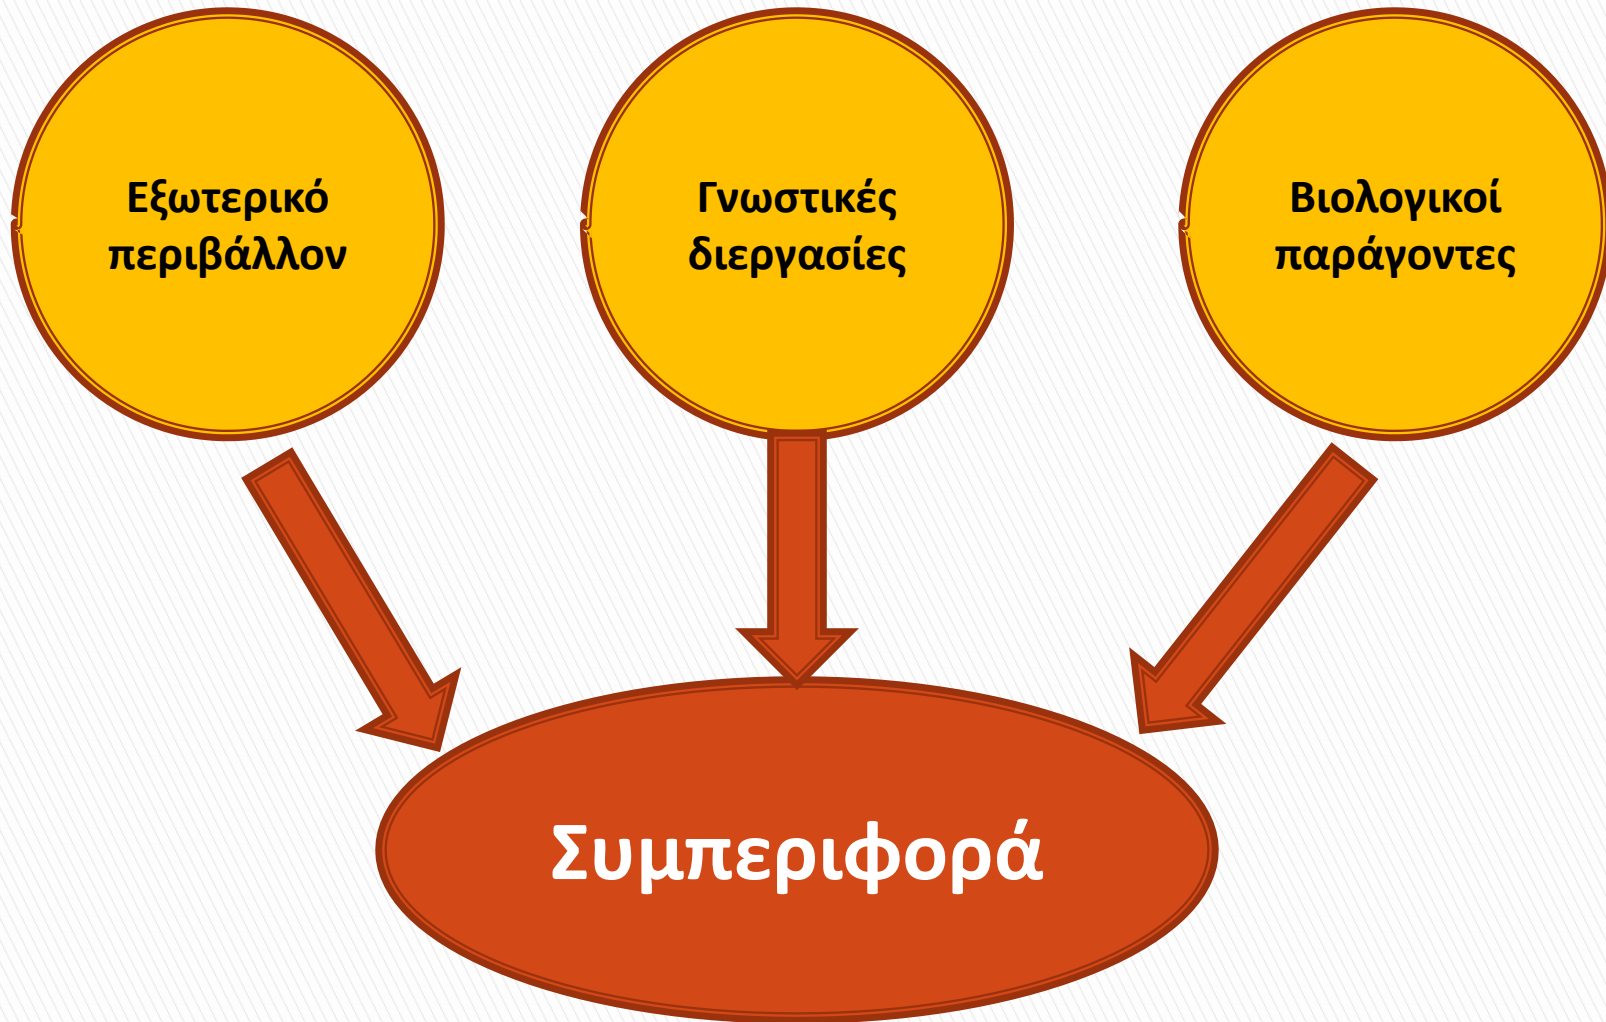 Εξωτερικό
περιβάλλον
Γνωστικές
διεργασίες
Βιολογικοί
παράγοντες
Συμπεριφορά